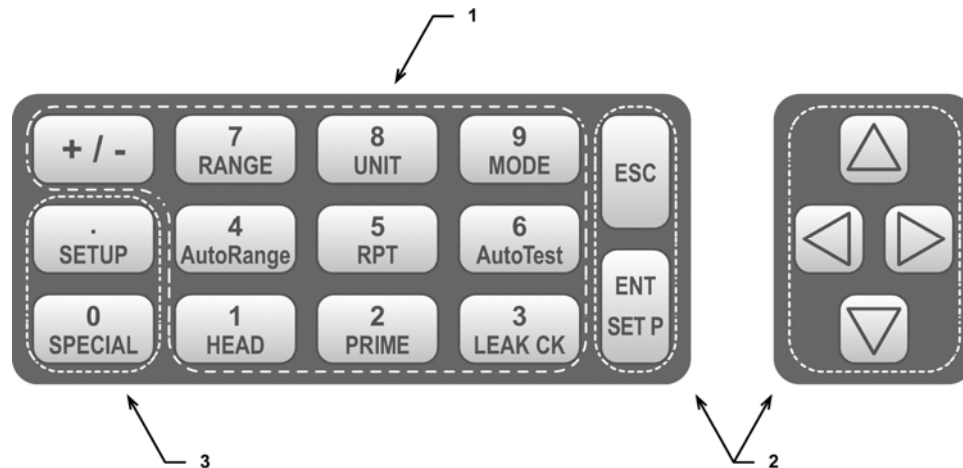 1
+ / -
7
RANGE
8
UNIT
9
MODE
ESC
.
SETUP
4
AutoRange
5
RPT
6
AutoTest
ENT
SET P
0
SPECIAL
1
HEAD
2
PRIME
3
LEAK CK
3
2